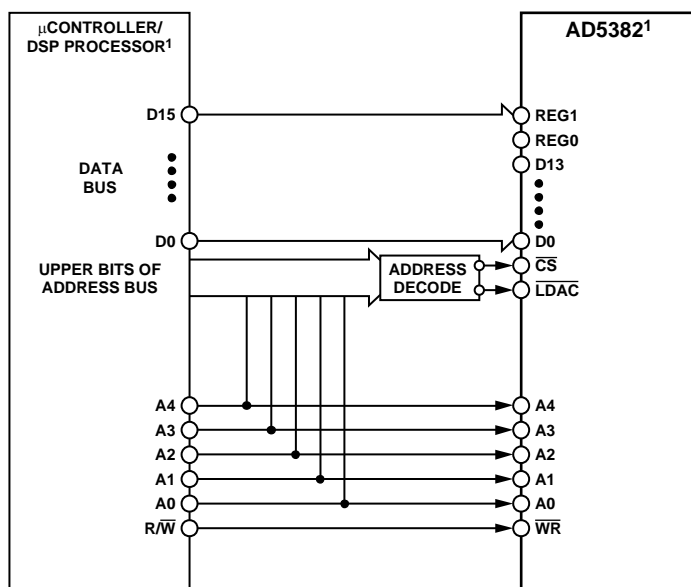 μCONTROLLER/
DSP PROCESSOR1
AD53821
D15
REG1
REG0
D13
DATA
BUS
D0
D0
CS
UPPER BITS OF
ADDRESS BUS
ADDRESS
DECODE
LDAC
A4
A4
A3
A3
A2
A2
A1
A1
A0
A0
R/W
WR